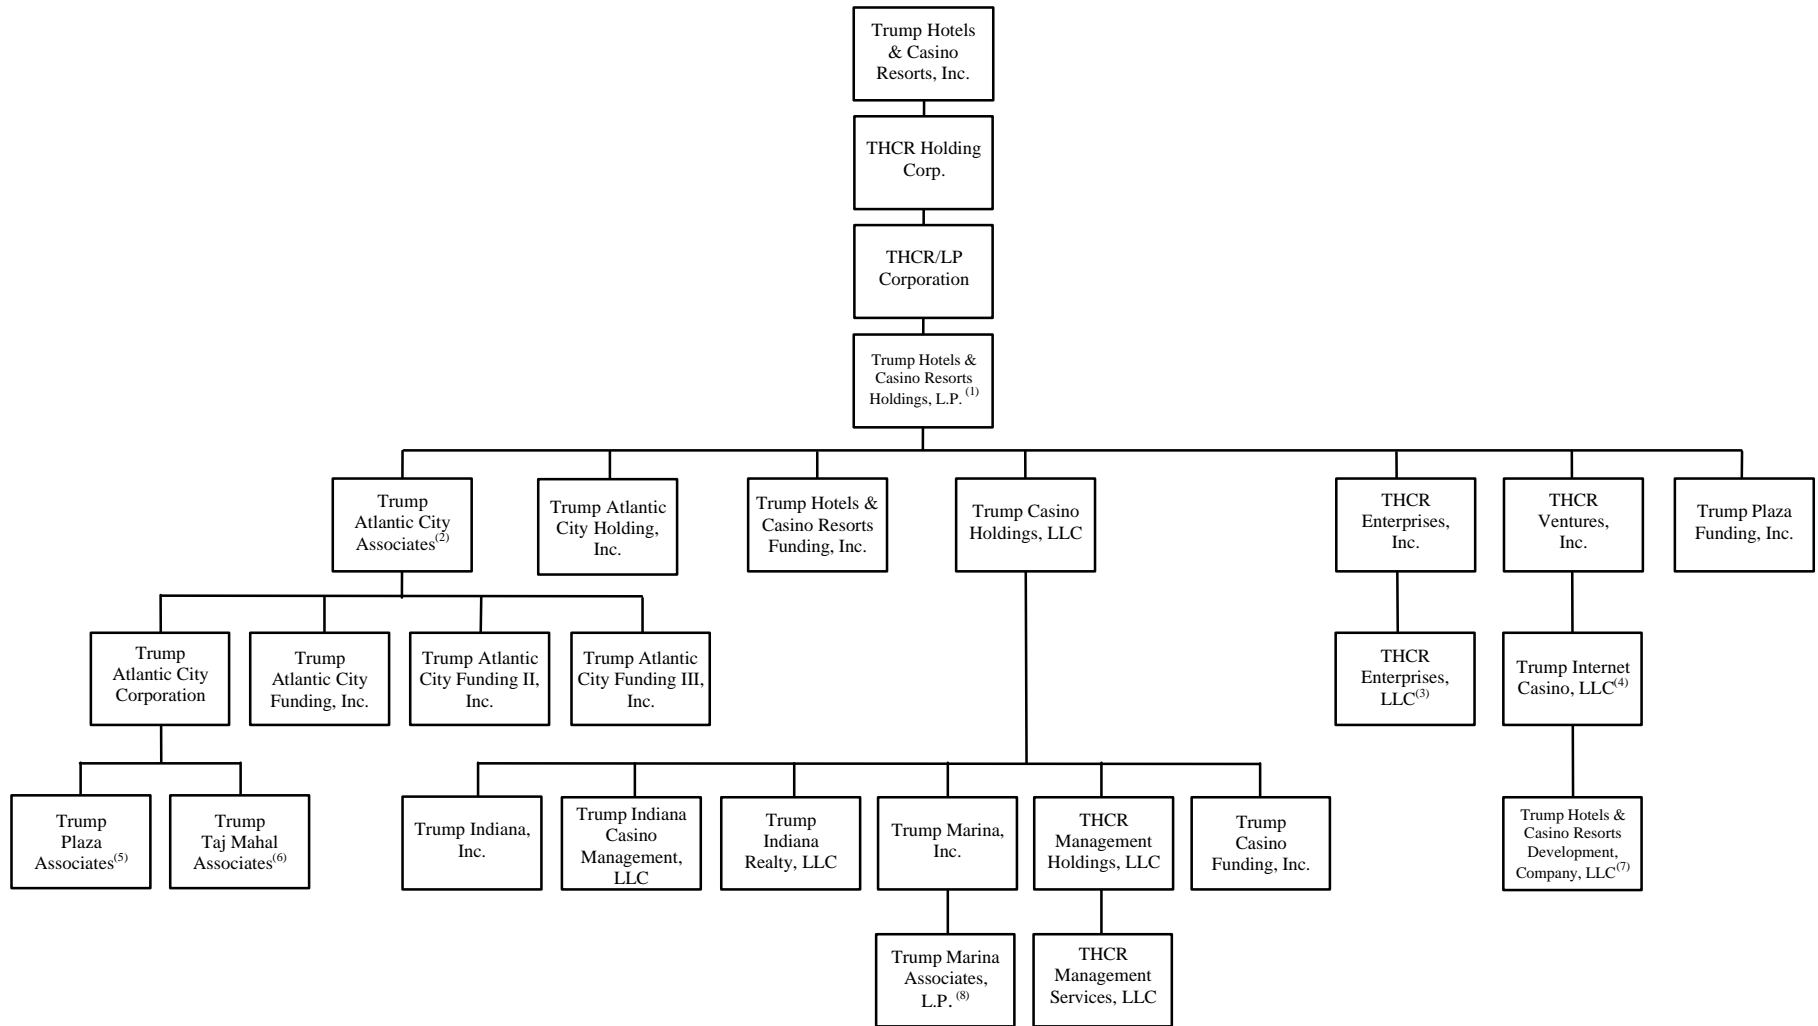 Trump Hotels
& Casino
Resorts, Inc.
THCR Holding
Corp.
THCR/LP
Corporation
Trump Hotels &
Casino Resorts
Holdings, L.P. (1)
Trump
Atlantic City
Associates(2)
Trump Atlantic
City Holding,
Inc.
Trump Hotels &
Casino Resorts
Funding, Inc.
Trump Casino
Holdings, LLC
THCR
Enterprises,
Inc.
THCR
Ventures,
Inc.
Trump Plaza
Funding, Inc.
Trump
Atlantic City
Corporation
Trump
Atlantic City
Funding, Inc.
Trump Atlantic
City Funding II,
Inc.
Trump Atlantic
City Funding III,
Inc.
THCR
Enterprises,
LLC(3)
Trump Internet
Casino, LLC(4)
Trump
Plaza
Associates(5)
Trump
Taj Mahal
Associates(6)
Trump Indiana,
Inc.
Trump Indiana
Casino
Management,
LLC
Trump
Indiana
Realty, LLC
Trump Marina,
Inc.
THCR
Management
Holdings, LLC
Trump
Casino
Funding, Inc.
Trump Hotels &
Casino Resorts
Development,
Company, LLC(7)
Trump Marina
Associates,
L.P. (8)
THCR
Management
Services, LLC